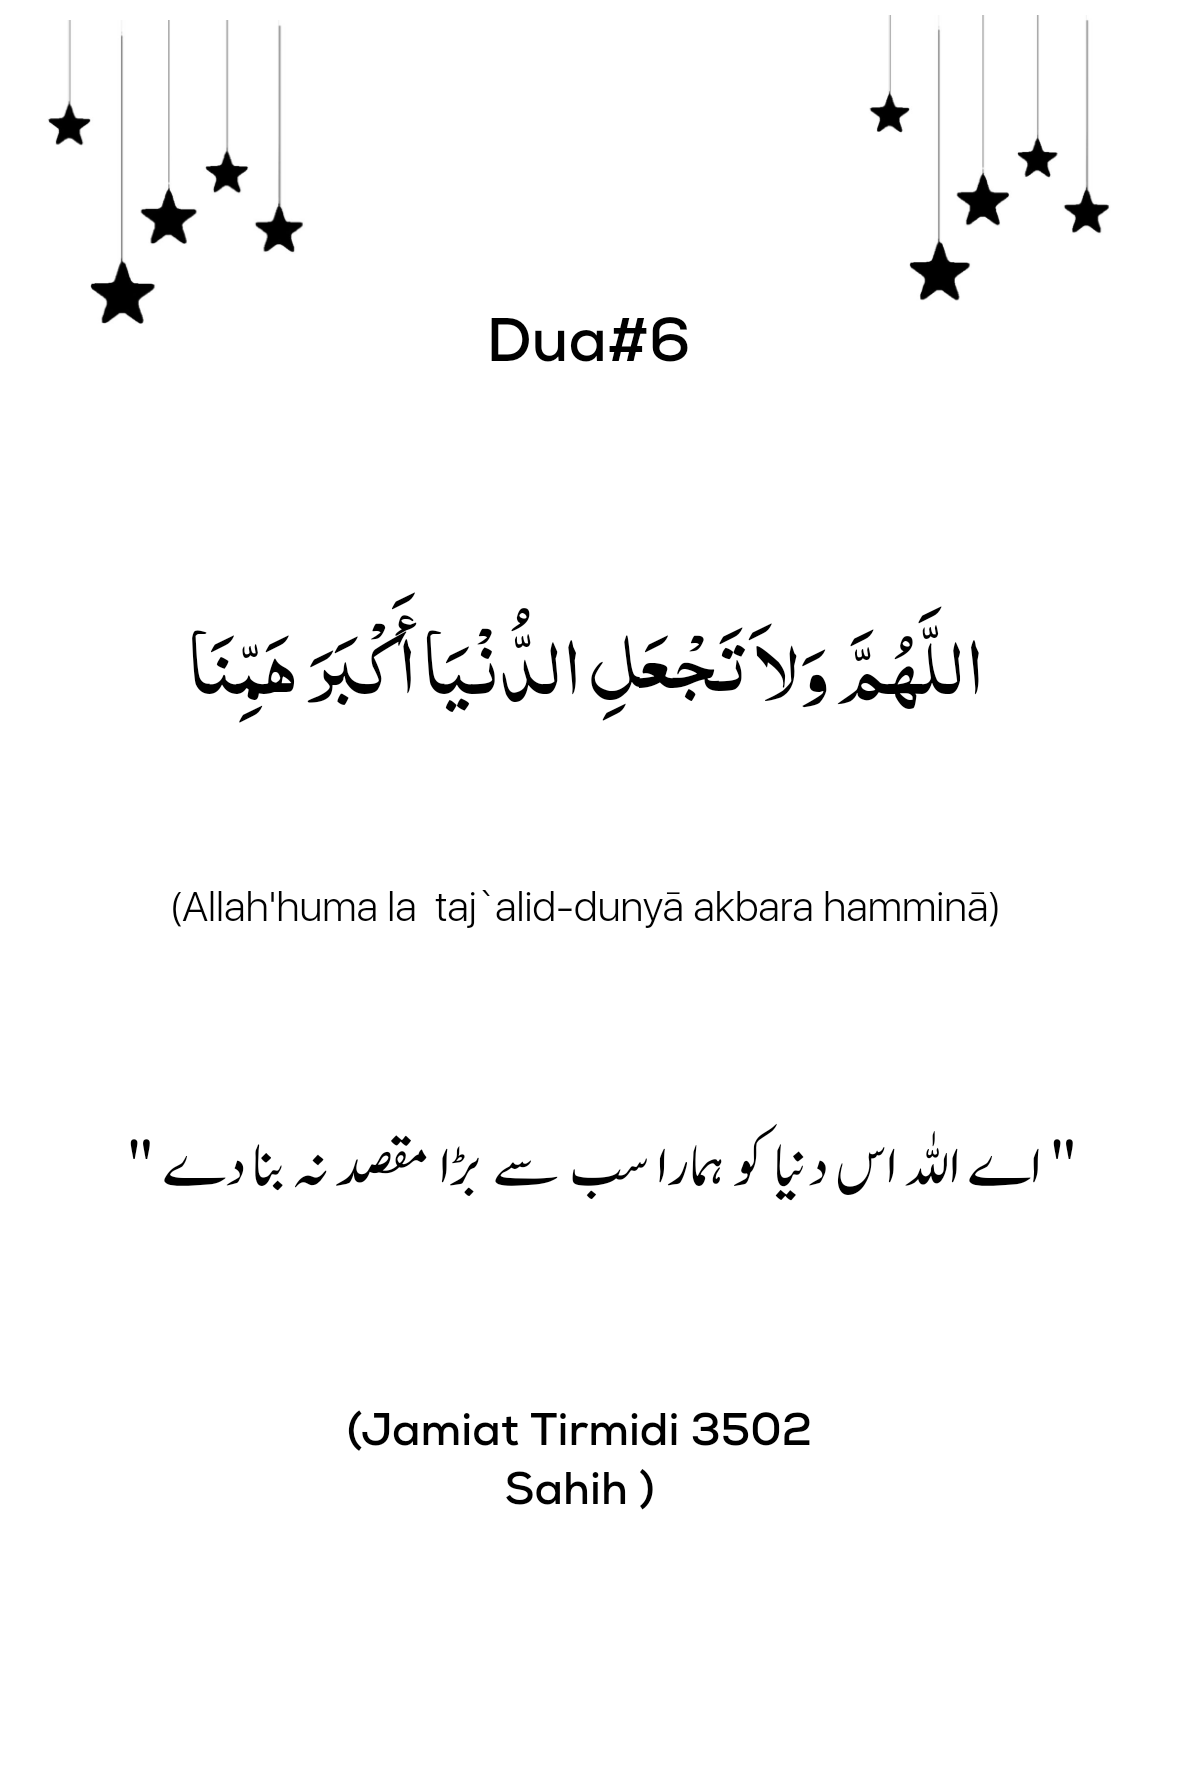 Dua#6
اللَّهُمَّ وَلاَ تَجْعَلِ الدُّنْيَا أَكْبَرَ هَمِّنَا
(Allah'huma la  taj`alid-dunyā akbara hamminā)
" اے اللہ اس دنیا کو ہمارا سب سے بڑا مقصد نہ بنا دے "
(Jamiat Tirmidi 3502
Sahih )